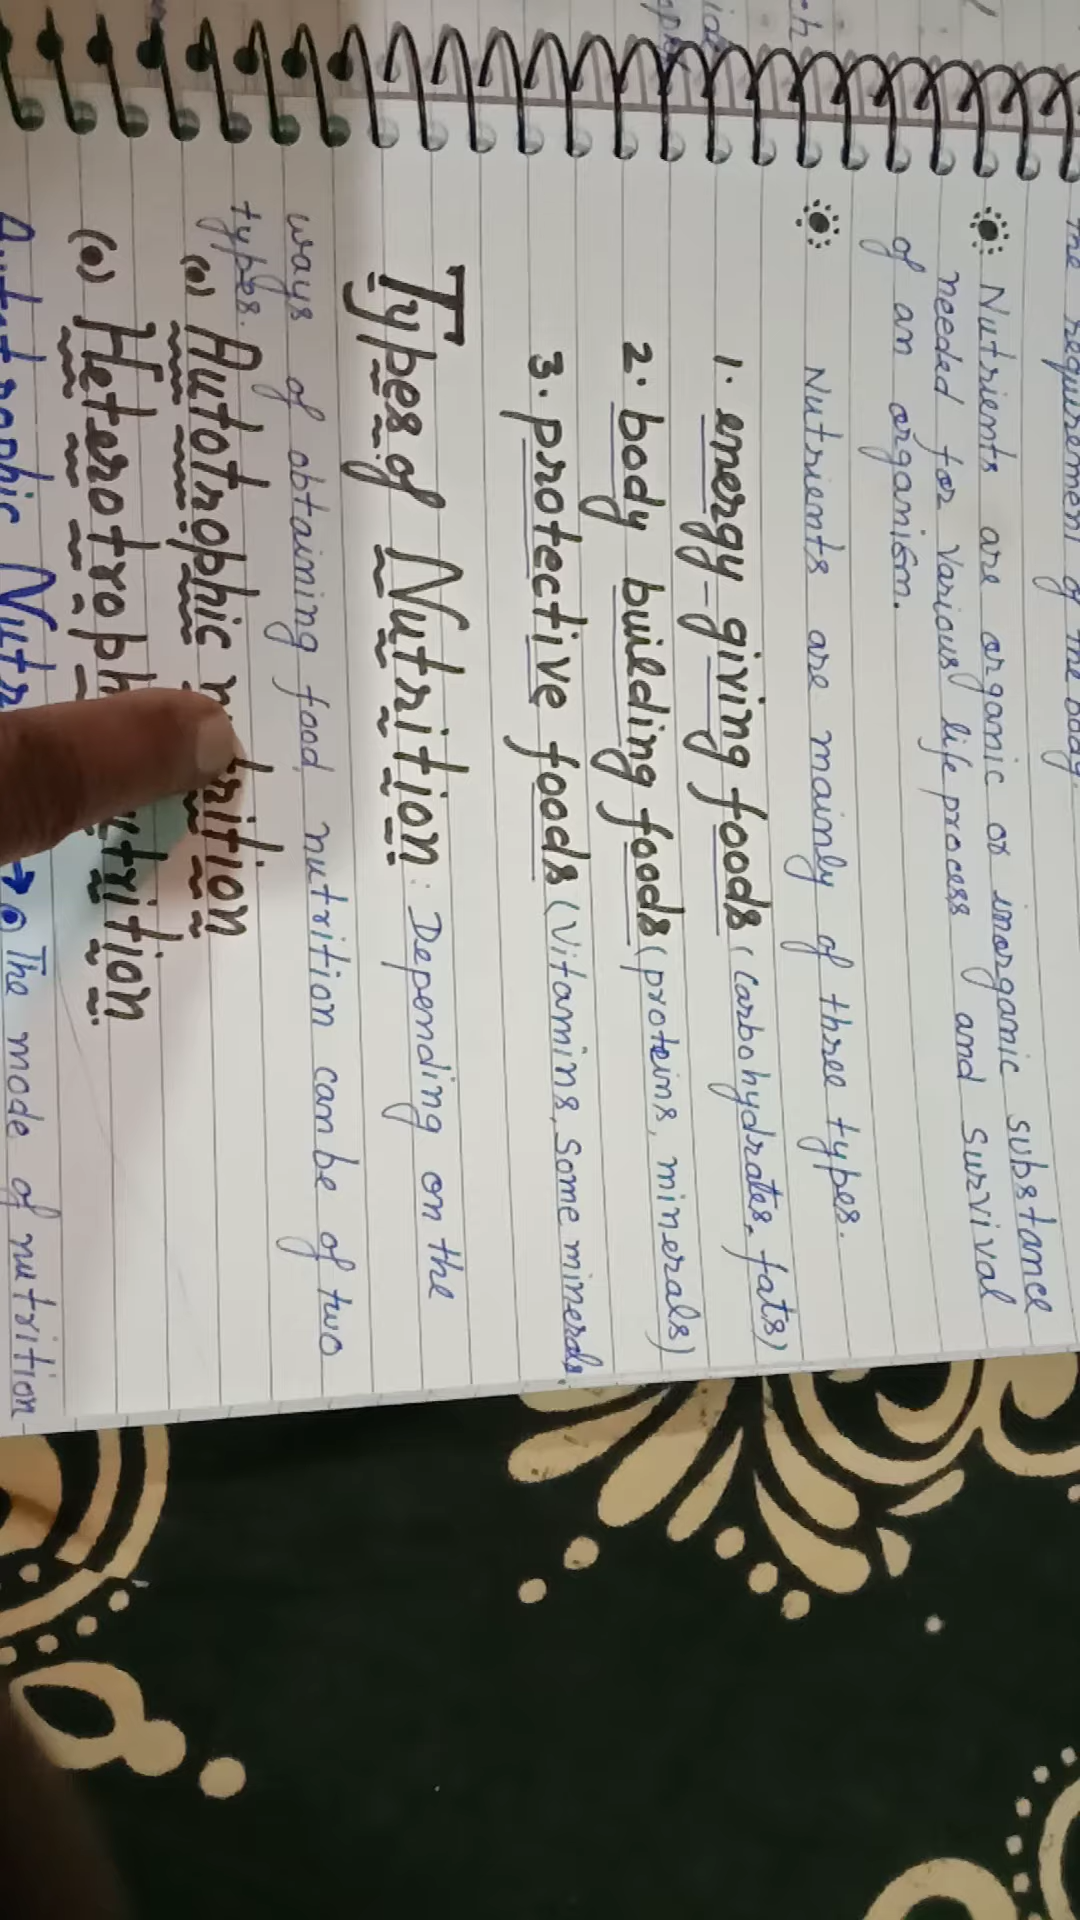 the requirement of the body.
Nutrients are organic or inorganic substance
needed for various life process and survival
of an organism.
Nutrients are mainly of three types.
1. energy-giving foods (carbohydrates, fats)
2. body building foods (proteins, minerals)
3. protective foods (vitamins, some minerals.
Types of Nutrition: Depending on the
ways of obtaining food, nutrition can be of two
types.
Autotrophic nutrition
The mode of nutrition